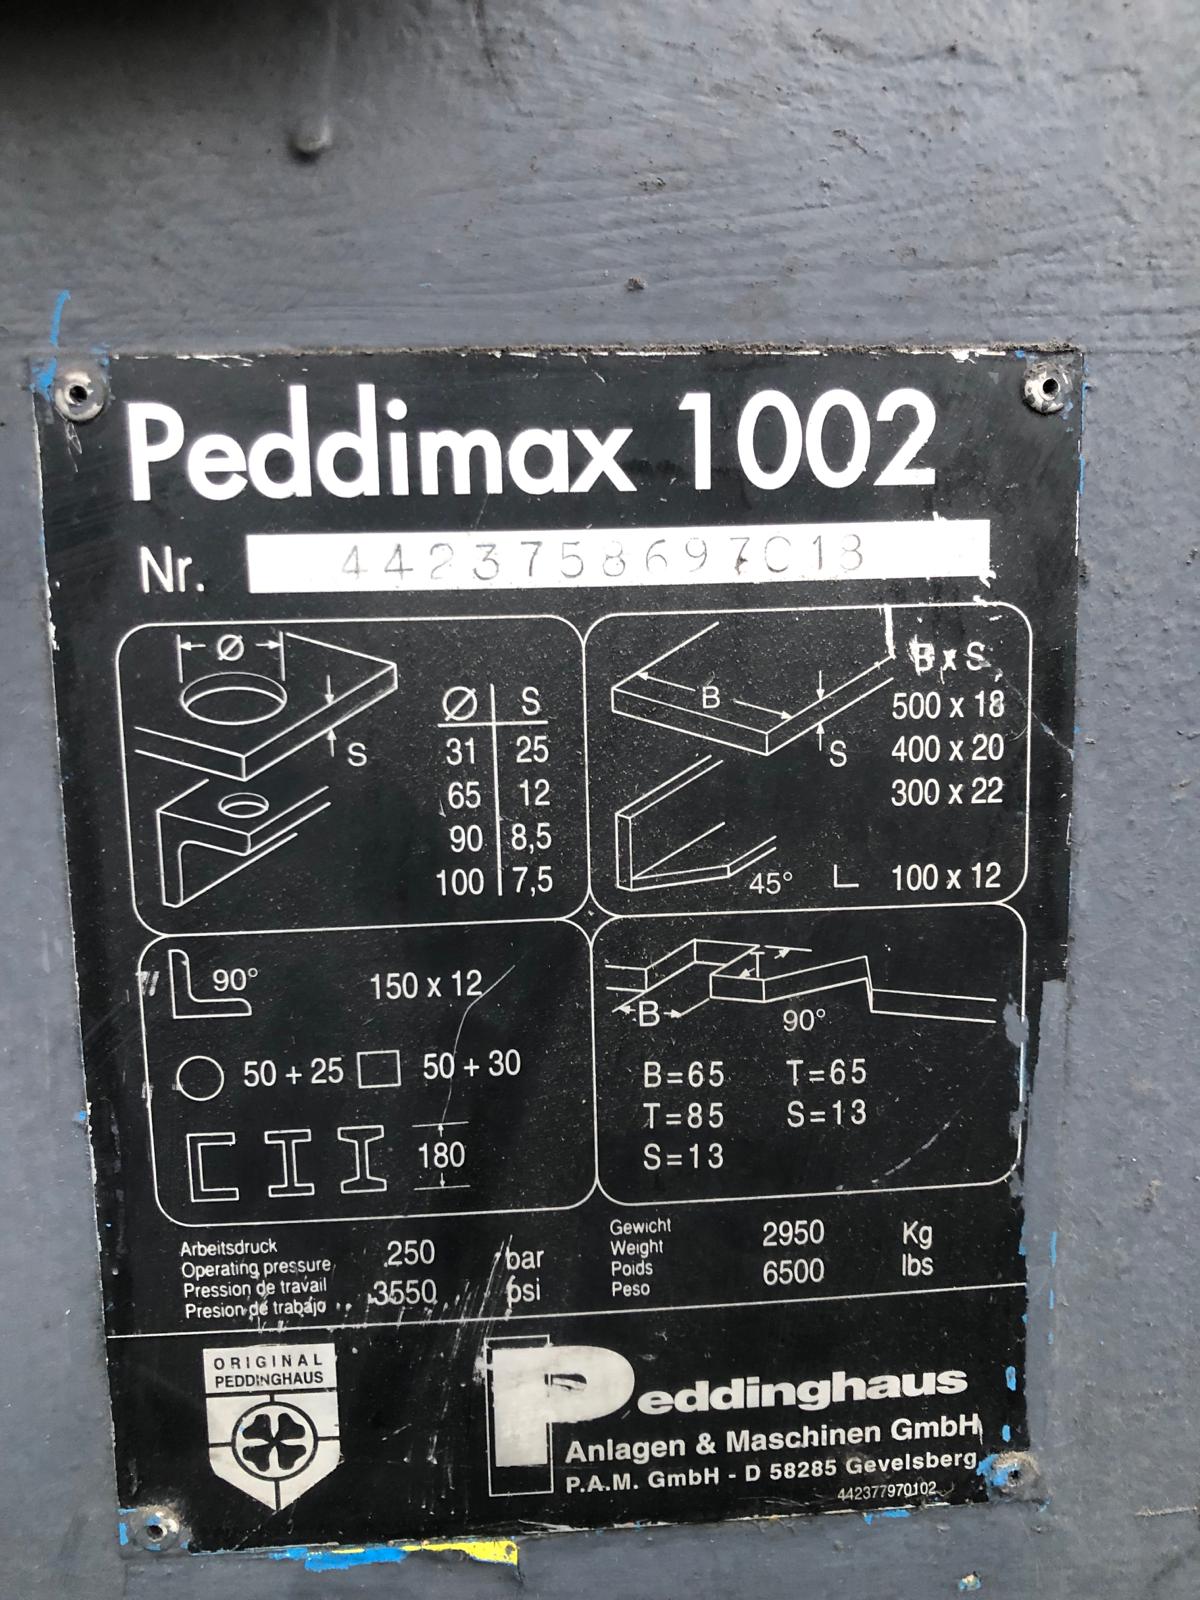 Peddimax 1002
Nr. 4423758697C18
Ø
S
Ø S
31 25
65 12
90 8,5
100 7,5
B
S
B x S
500 x 18
400 x 20
300 x 22
45° 100 x 12
90° 150 x 12
50 + 25 50 + 30
180
T
B
90°
B=65 T=65
T=85 S=13
S=13
Arbeitsdruck
Operating pressure
Pression de travail
Presion de trabajo
250 bar
3550 psi
Gewicht
Weight
Poids
Peso
2950 Kg
6500 lbs
ORIGINAL
PEDDINGHAUS
Peddinghaus
Anlagen & Maschinen GmbH
P.A.M. GmbH - D 58285 Gevelsberg
442377970102